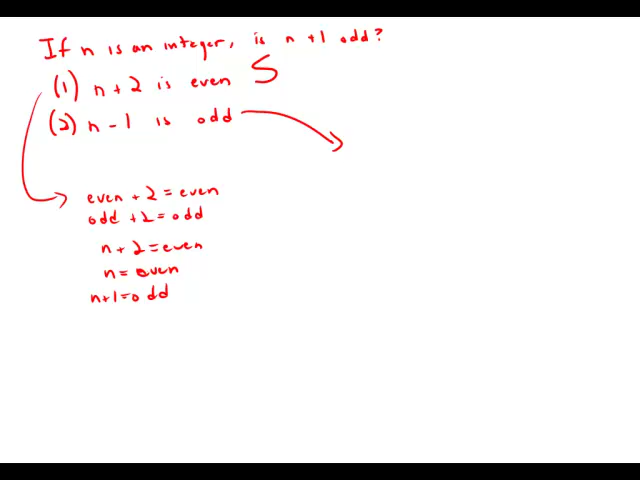 If n is an integer, is n + 1 odd?
(1) n + 2 is even S
(2) n - 1 is odd
even + 2 = even
odd + 2 = odd
n + 2 = even
n = even
n + 1 = odd